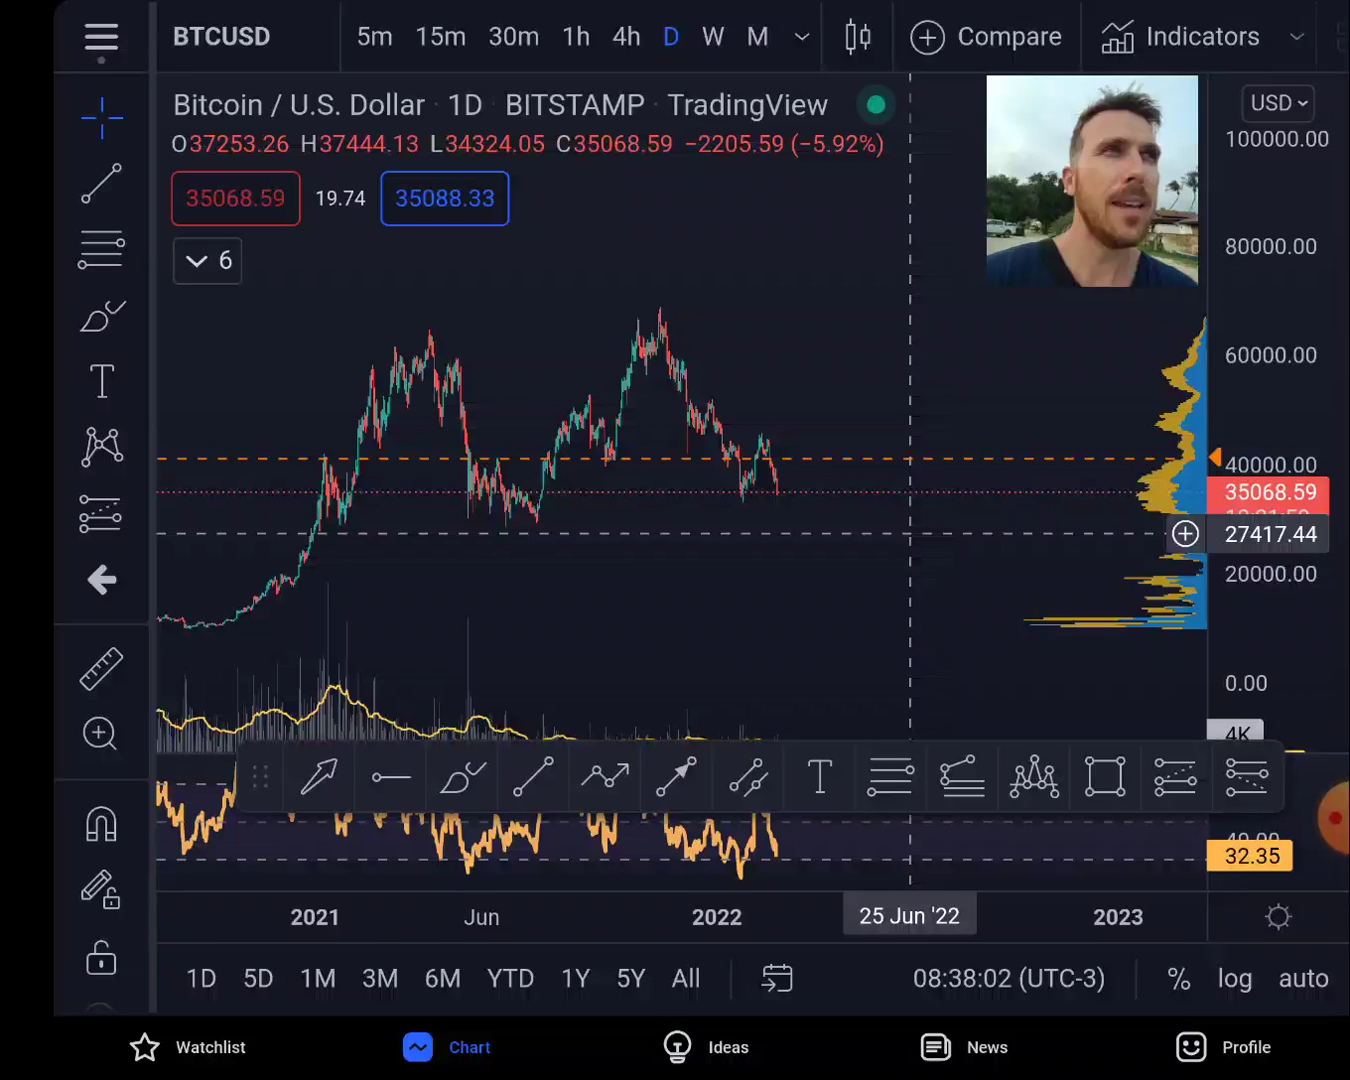 BTCUSD 5m 15m 30m 1h 4h D W M Compare Indicators
Bitcoin / U.S. Dollar · 1D · BITSTAMP · TradingView
O37253.26 H37444.13 L34324.05 C35068.59 −2205.59 (−5.92%)
35068.59 19.74 35088.33
6
USD
100000.00
80000.00
60000.00
40000.00
35068.59
27417.44
20000.00
0.00
4K
32.35
2021 Jun 2022 25 Jun '22 2023
1D 5D 1M 3M 6M YTD 1Y 5Y All 08:38:02 (UTC-3) % log auto
Watchlist Chart Ideas News Profile